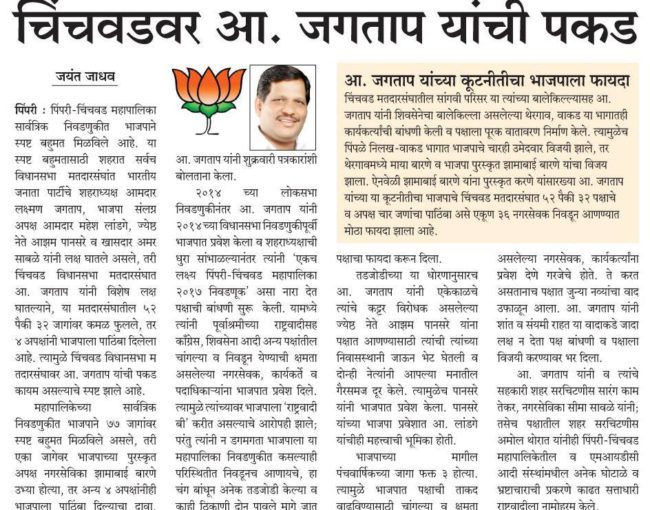 चिंचवडवर आ. जगताप यांची पकड
जयंत जाधव
पिंपरी : पिंपरी-चिंचवड महापालिका
सार्वत्रिक निवडणुकीत भाजपाने
स्पष्ट बहुमत मिळविले आहे. या
स्पष्ट बहुमतासाठी शहरात सर्वच
विधानसभा मतदारसंघात भारतीय
जनता पार्टीचे शहराध्यक्ष आमदार
लक्ष्मण जगताप, भाजपा संलग्न
अपक्ष आमदार महेश लांडगे, ज्येष्ठ
नेते आझम पानसरे व खासदार अमर
साबळे यांनी लक्ष घातले असले, तरी
चिंचवड विधानसभा मतदारसंघात
आ. जगताप यांनी विशेष लक्ष
घातल्याने, या मतदारसंघातील ५२
पैकी ३२ जागांवर कमळ फुलले, तर
४ अपक्षांनी भाजपाला पाठिंबा दिलेला
आहे. त्यामुळे चिंचवड विधानसभा म
तदारसंघावर आ. जगताप यांची पकड
कायम असल्याचे स्पष्ट झाले आहे.
महापालिकेच्या सार्वत्रिक
निवडणुकीत भाजपाने ७७ जागांवर
स्पष्ट बहुमत मिळविले असले, तरी
एका जागेवर भाजपाच्या पुरस्कृत
अपक्ष नगरसेविका झामाबाई बारणे
उभ्या होत्या, तर अन्य ४ अपक्षांनीही
भाजपाला पाठिंबा दिल्याचा दावा
आ. जगताप यांनी शुक्रवारी पत्रकारांशी
बोलताना केला.
२०१४ च्या लोकसभा
निवडणुकीनंतर आ. जगताप यांनी
२०१४च्या विधानसभा निवडणुकीपूर्वी
भाजपात प्रवेश केला व शहराध्यक्षाची
धुरा सांभाळल्यानंतर त्यांनी 'एकच
लक्ष्य पिंपरी-चिंचवड महापालिका
२०१७ निवडणूक' असा नारा देत
पक्षाची बांधणी सुरू केली. यामध्ये
त्यांनी पूर्वाश्रमीच्या राष्ट्रवादीसह
काँग्रेस, शिवसेना आदी अन्य पक्षांतील
चांगल्या व निवडून येण्याची क्षमता
असलेले नगरसेवक, कार्यकर्ते व
पदाधिकाऱ्यांना भाजपात प्रवेश दिले.
त्यामुळे त्यांच्यावर भाजपाला 'राष्ट्रवादी
बी' करीत असल्याचे आरोपही झाले;
परंतु त्यांनी न डगमगता भाजपाला या
महापालिका निवडणुकीत कसल्याही
परिस्थितीत निवडूनच आणायचे, हा
चंग बांधून अनेक तडजोडी केल्या व
काही ठिकाणी दोन पावले मागे जात
आ. जगताप यांच्या कूटनीतीचा भाजपाला फायदा
चिंचवड मतदारसंघातील सांगवी परिसर या त्यांच्या बालेकिल्ल्यासह आ.
जगताप यांनी शिवसेनेचा बालेकिल्ला असलेल्या थेरगाव, वाकड या भागातही
कार्यकर्त्यांची बांधणी केली व पक्षाला पूरक वातावरण निर्माण केले. त्यामुळेच
पिंपळे निलख-वाकड भागात भाजपाचे चारही उमेदवार विजयी झाले, तर
थेरगावमध्ये माया बारणे व भाजपा पुरस्कृत झामाबाई बारणे यांचा विजय
झाला. ऐनवेळी झामाबाई बारणे यांना पुरस्कृत करणे यांसारख्या आ. जगताप
यांच्या या कूटनीतीचा भाजपाचे चिंचवड मतदारसंघात ५२ पैकी ३२ पक्षाचे
व अपक्ष चार जणांचा पाठिंबा असे एकूण ३६ नगरसेवक निवडून आणण्यात
मोठा फायदा झाला आहे.
पक्षाचा फायदा करून दिला.
तडजोडीच्या या धोरणानुसारच
आ. जगताप यांनी एकेकाळचे
त्यांचे कट्टर विरोधक असलेल्या
ज्येष्ठ नेते आझम पानसरे यांना
पक्षात आणण्यासाठी त्यांची त्यांच्या
निवासस्थानी जाऊन भेट घेतली व
दोन्ही नेत्यांनी आपल्या मनातील
गैरसमज दूर केले. त्यामुळेच पानसरे
यांनी भाजपात प्रवेश केला. पानसरे
यांच्या भाजपा प्रवेशात आ. लांडगे
यांचीही महत्त्वाची भूमिका होती.
भाजपाच्या मागील
पंचवार्षिकच्या जागा फक्त ३ होत्या.
त्यामुळे भाजपात पक्षाची ताकद
वाढविण्यासाठी चांगल्या व क्षमता
असलेल्या नगरसेवक, कार्यकर्त्यांना
प्रवेश देणे गरजेचे होते. ते करत
असतानाच पक्षात जुन्या नव्यांचा वाद
उफाळून आला. आ. जगताप यांनी
शांत व संयमी राहत या वादाकडे जादा
लक्ष न देता पक्ष बांधणी व पक्षाला
विजयी करण्यावर भर दिला.
आ. जगताप यांनी व त्यांचे
सहकारी शहर सरचिटणीस सारंग काम
तेकर, नगरसेविका सीमा सावळे यांनी;
तसेच पक्षातील शहर सरचिटणीस
अमोल थोरात यांनीही पिंपरी-चिंचवड
महापालिकेतील व एमआयडीसी
आदी संस्थांमधील अनेक घोटाळे व
भ्रष्टाचाराची प्रकरणे काढत सत्ताधारी
राष्ट्रवादीला नामोहरम केले.